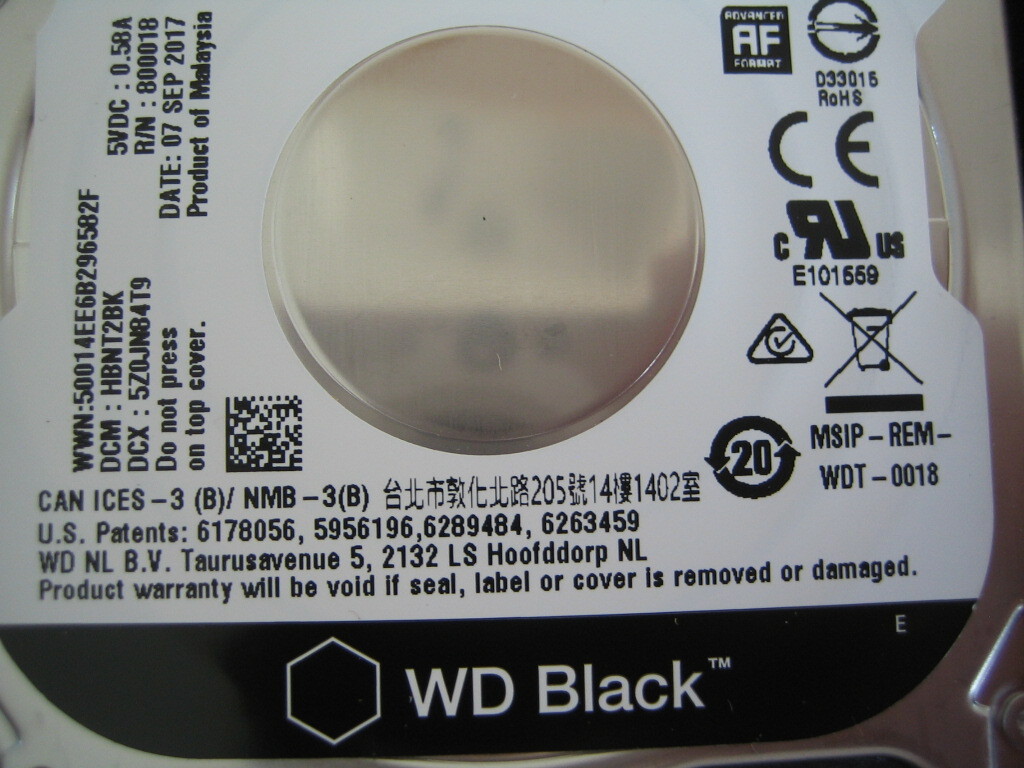 5VDC : 0.58A
R/N : 800018
DATE: 07 SEP 2017
Product of Malaysia
WWN:50014EE6B296582F
DCM : HBNT2BK
DCX : 5Z0JN84T9
Do not press
on top cover.
ADVANCED
AF
FORMAT
D33015
RoHS
CE
C RU US
E101559
20
MSIP-REM-
WDT-0018
CAN ICES-3 (B)/ NMB-3(B) 台北市敦化北路205號14樓1402室
U.S. Patents: 6178056, 5956196,6289484, 6263459
WD NL B.V. Taurusavenue 5, 2132 LS Hoofddorp NL
Product warranty will be void if seal, label or cover is removed or damaged.
E
WD Black™